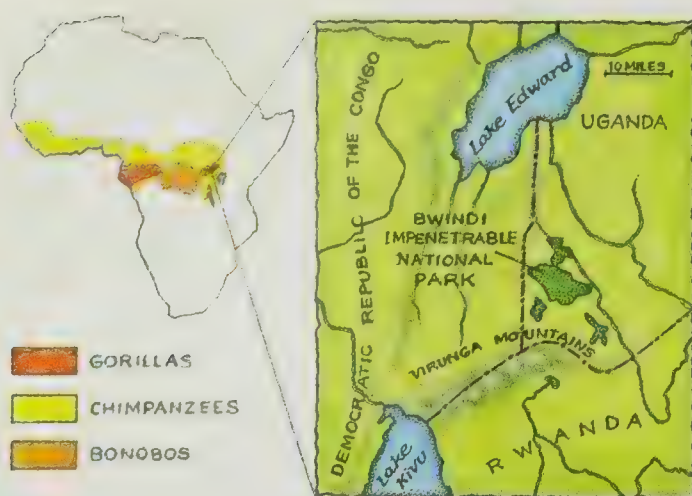 GORILLAS
CHIMPANZEES
BONOBOS
DEMOCRATIC REPUBLIC OF THE CONGO
Lake Edward
10 MILES
UGANDA
BWINDI
IMPENETRABLE
NATIONAL
PARK
VIRUNGA MOUNTAINS
Lake
Kivu
RWANDA